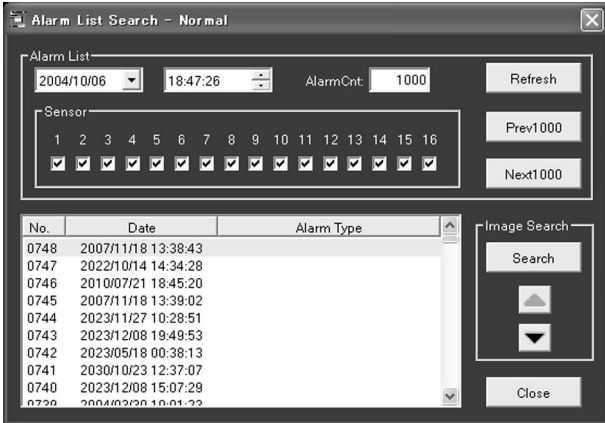 Alarm List Search - Normal
Alarm List
2004/10/06 18:47:26 AlarmCnt: 1000 Refresh
Sensor
Prev1000
1 2 3 4 5 6 7 8 9 10 11 12 13 14 15 16
Next1000
No. Date Alarm Type
Image Search
0748 2007/11/18 13:38:43
Search
0747 2022/10/14 14:34:28
0746 2010/07/21 18:45:20
0745 2007/11/18 13:39:02
0744 2023/11/27 10:28:51
0743 2023/12/08 19:49:53
0742 2023/05/18 00:38:13
0741 2030/10/23 12:37:07
0740 2023/12/08 15:07:29
Close